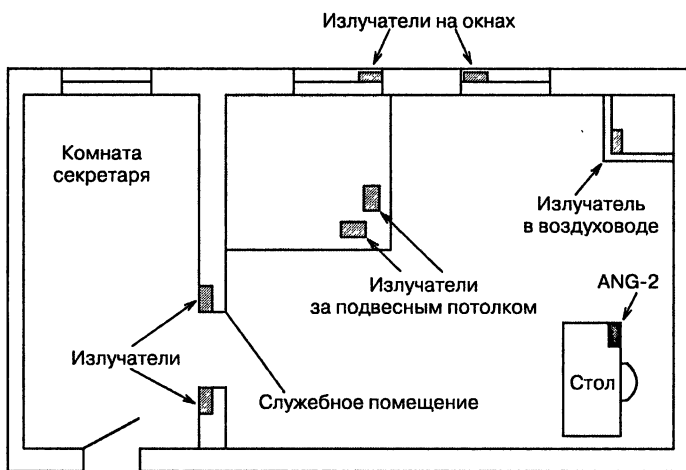 Излучатели на окнах
Комната
секретаря
Излучатель
в воздуховоде
Излучатели
за подвесным потолком
ANG-2
Излучатели
Стол
Служебное помещение